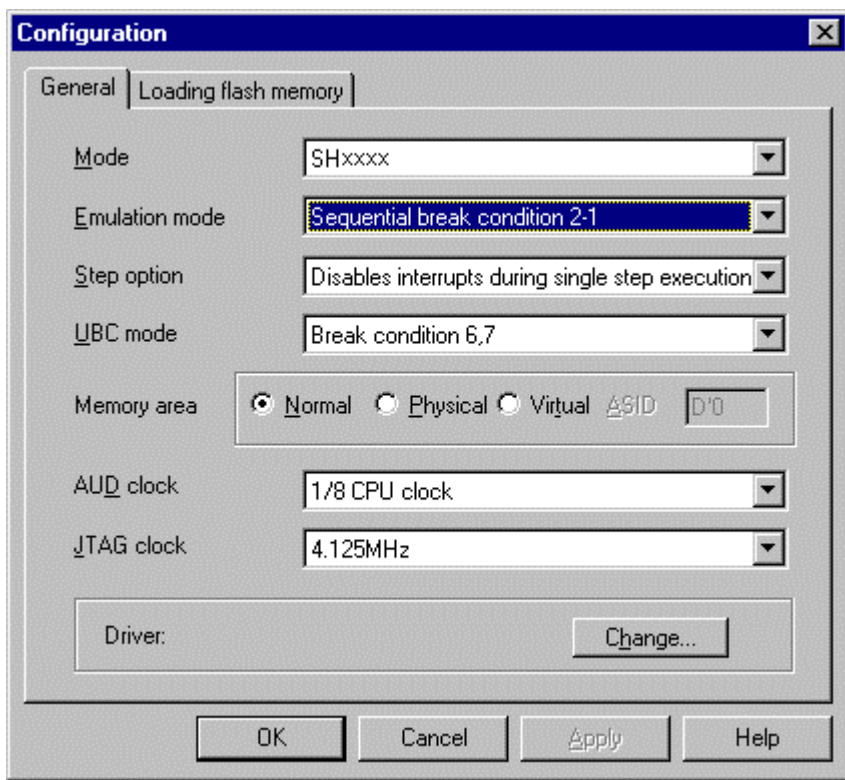 Configuration
General Loading flash memory
Mode SHxxxx
Emulation mode Sequential break condition 2-1
Step option Disables interrupts during single step execution
UBC mode Break condition 6,7
Memory area Normal Physical Virtual ASID D'0
AUD clock 1/8 CPU clock
JTAG clock 4.125MHz
Driver: Change...
OK Cancel Apply Help